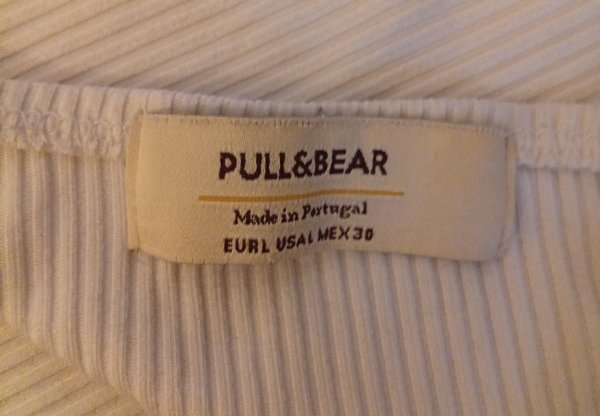 PULL&BEAR
Made in Portugal
EUR L USA L MEX 30